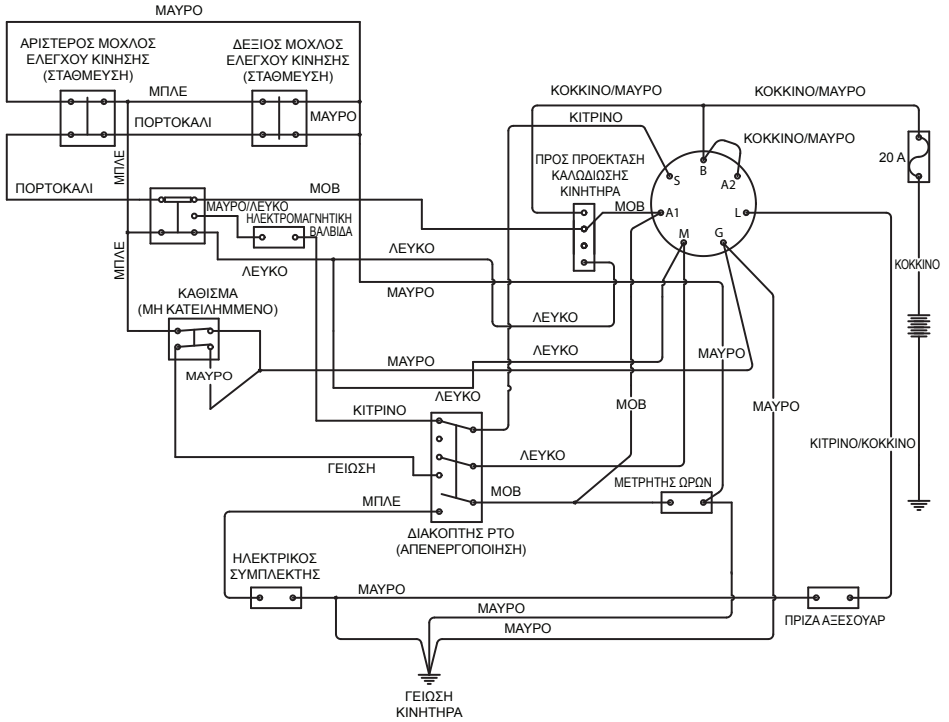 ΜΑΥΡΟ
ΑΡΙΣΤΕΡΟΣ ΜΟΧΛΟΣ
ΕΛΕΓΧΟΥ ΚΙΝΗΣΗΣ
(ΣΤΑΘΜΕΥΣΗ)
ΔΕΞΙΟΣ ΜΟΧΛΟΣ
ΕΛΕΓΧΟΥ ΚΙΝΗΣΗΣ
(ΣΤΑΘΜΕΥΣΗ)
ΜΠΛΕ
ΜΑΥΡΟ
ΠΟΡΤΟΚΑΛΙ
ΜΠΛΕ
ΠΟΡΤΟΚΑΛΙ
ΜΟΒ
ΜΑΥΡΟ/ΛΕΥΚΟ
ΗΛΕΚΤΡΟΜΑΓΝΗΤΙΚΗ
ΒΑΛΒΙΔΑ
ΜΠΛΕ
ΛΕΥΚΟ
ΛΕΥΚΟ
ΚΟΚΚΙΝΟ/ΜΑΥΡΟ
ΚΟΚΚΙΝΟ/ΜΑΥΡΟ
ΚΙΤΡΙΝΟ
ΚΟΚΚΙΝΟ/ΜΑΥΡΟ
ΠΡΟΣ ΠΡΟΕΚΤΑΣΗ
ΚΑΛΩΔΙΩΣΗΣ
ΚΙΝΗΤΗΡΑ
20 A
S
B
A2
ΜΟΒ
A1
L
M
G
ΚΟΚΚΙΝΟ
ΚΑΘΙΣΜΑ
(ΜΗ ΚΑΤΕΙΛΗΜΜΕΝΟ)
ΜΑΥΡΟ
ΛΕΥΚΟ
ΛΕΥΚΟ
ΜΑΥΡΟ
ΜΑΥΡΟ
ΜΑΥΡΟ
ΛΕΥΚΟ
ΜΟΒ
ΜΑΥΡΟ
ΚΙΤΡΙΝΟ
ΚΙΤΡΙΝΟ/ΚΟΚΚΙΝΟ
ΓΕΙΩΣΗ
ΛΕΥΚΟ
ΜΕΤΡΗΤΗΣ ΩΡΩΝ
ΜΠΛΕ
ΜΟΒ
ΔΙΑΚΟΠΤΗΣ PTO
(ΑΠΕΝΕΡΓΟΠΟΙΗΣΗ)
ΗΛΕΚΤΡΙΚΟΣ
ΣΥΜΠΛΕΚΤΗΣ
ΜΑΥΡΟ
ΜΑΥΡΟ
ΜΑΥΡΟ
ΠΡΙΖΑ ΑΞΕΣΟΥΑΡ
ΓΕΙΩΣΗ
ΚΙΝΗΤΗΡΑ